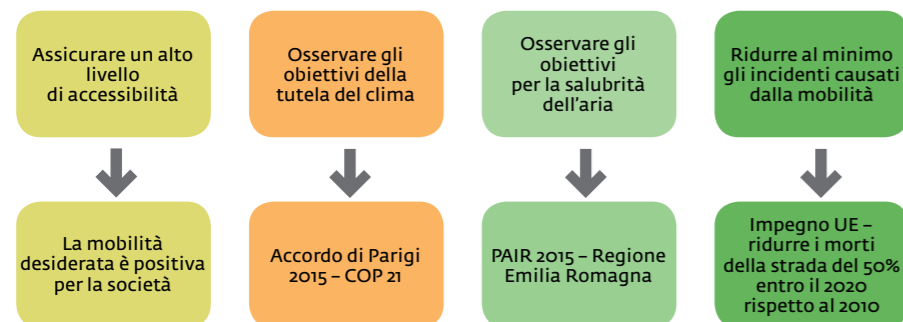 Assicurare un alto
livello
di accessibilità
Osservare gli
obiettivi della
tutela del clima
Osservare gli
obiettivi
per la salubrità
dell'aria
Ridurre al minimo
gli incidenti causati
dalla mobilità
La mobilità
desiderata è positiva
per la società
Accordo di Parigi
2015 – COP 21
PAIR 2015 – Regione
Emilia Romagna
Impegno UE –
ridurre i morti
della strada del 50%
entro il 2020
rispetto al 2010